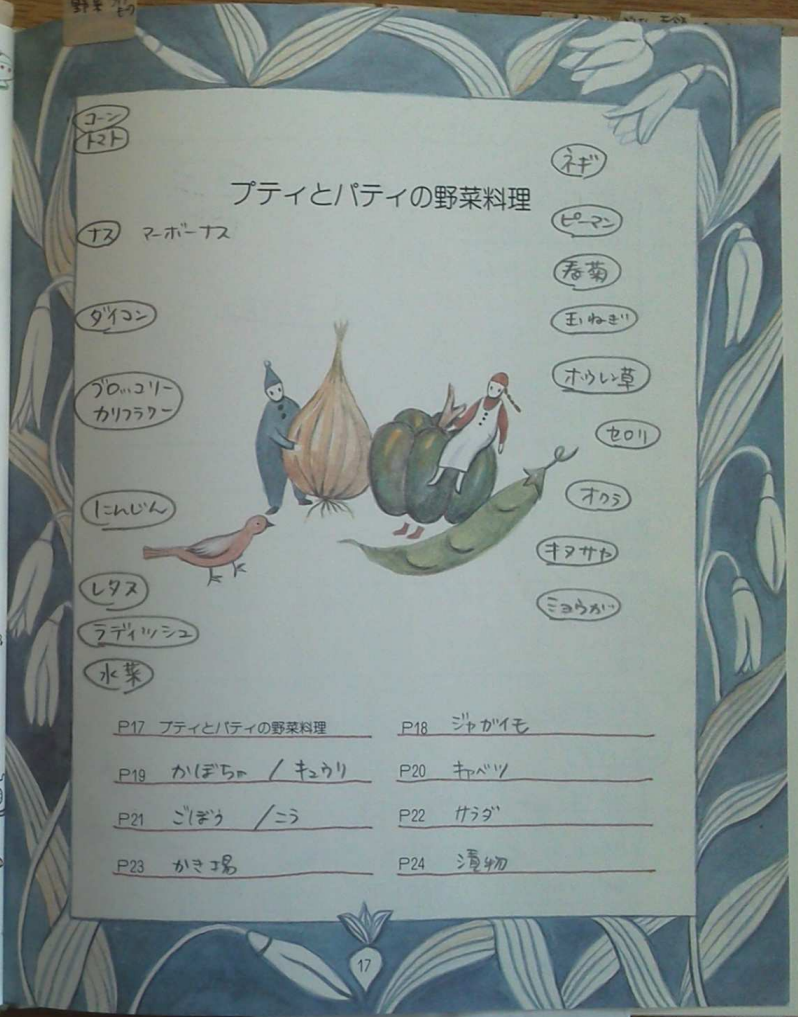 野菜
コーン
トマト
ネギ
プティとパティの野菜料理
ピーマン
ナス マーボーナス
春菊
ダイコン
玉ねぎ
ブロッコリー
カリフラワー
ホウレン草
セロリ
にんじん
オクラ
キヌサヤ
レタス
ミョウガ
ラディッシュ
水菜
P17 プティとパティの野菜料理
P18 ジャガイモ
P19 かぼちゃ / キュウリ
P20 キャベツ
P21 ごぼう /
P22 サラダ
P23 かき揚
P24 漬物
17